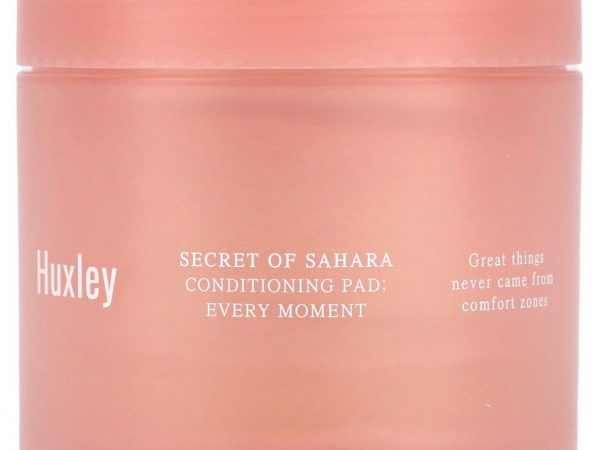 Huxley
SECRET OF SAHARA
CONDITIONING PAD;
EVERY MOMENT
Great things
never came from
comfort zones